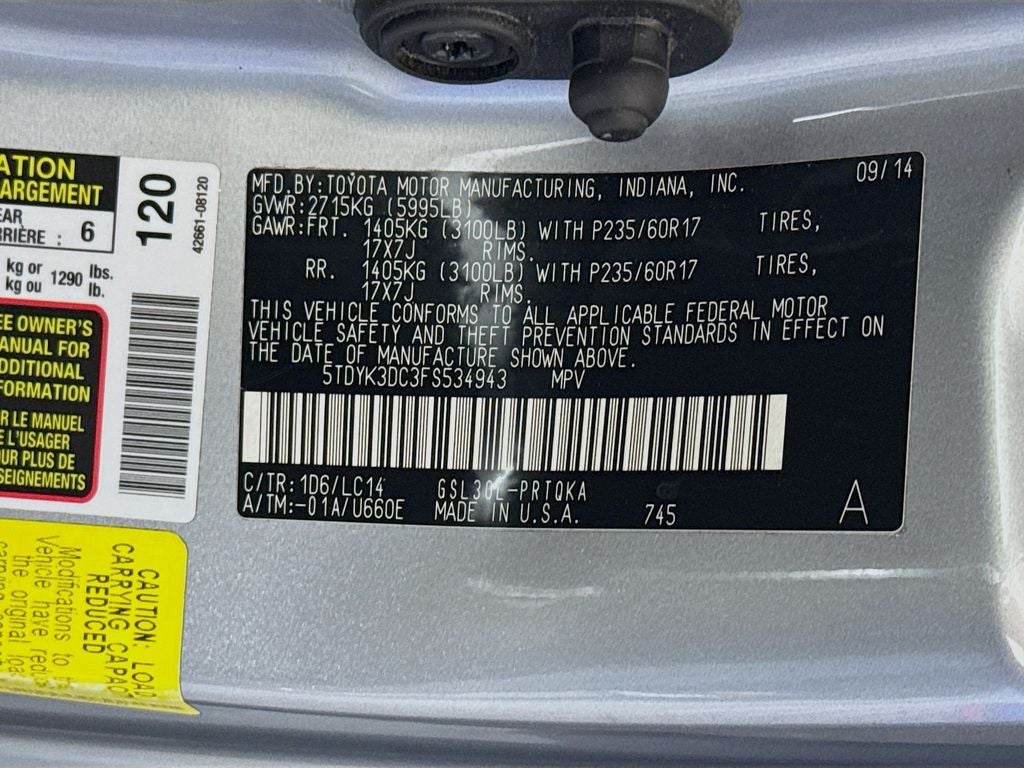 MFD.BY:TOYOTA MOTOR MANUFACTURING, INDIANA, INC. 09/14
GVWR:2715KG (5995LB)
GAWR:FRT. 1405KG (3100LB) WITH P235/60R17 TIRES,
17X7J RIMS.
RR. 1405KG (3100LB) WITH P235/60R17 TIRES,
17X7J RIMS.
THIS VEHICLE CONFORMS TO ALL APPLICABLE FEDERAL MOTOR
VEHICLE SAFETY AND THEFT PREVENTION STANDARDS IN EFFECT ON
THE DATE OF MANUFACTURE SHOWN ABOVE.
5TDYK3DC3FS534943 MPV
C/TR:1D6/LC14 GSL30L-PRTQKA
A/TM:-01A/U660E MADE IN U.S.A. 745 A
ATION
ARGEMENT
EAR
RRIÈRE : 6
kg or 1290 lbs.
kg ou lb.
EE OWNER'S
ANUAL FOR
DDITIONAL
FORMATION
R LE MANUEL
E L'USAGER
OUR PLUS DE
SEIGNEMENTS
120
42661-08120
CAUTION: LOAD
CARRYING CAPAC
REDUCED
Modifications to th
Vehicle have reduc
the original loa